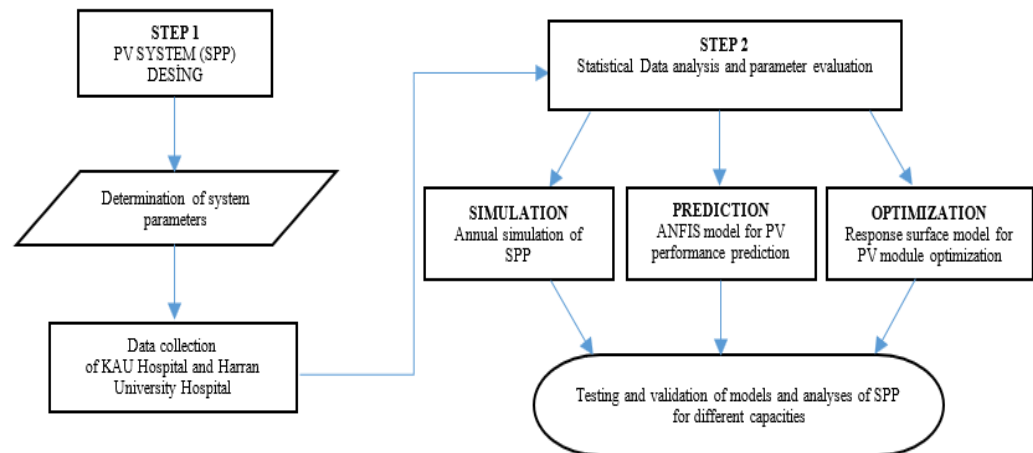 STEP 1
PV SYSTEM (SPP)
DESİNG
Determination of system
parameters
Data collection
of KAU Hospital and Harran
University Hospital
STEP 2
Statistical Data analysis and parameter evaluation
SIMULATION
Annual simulation of
SPP
PREDICTION
ANFIS model for PV
performance prediction
OPTIMIZATION
Response surface model for
PV module optimization
Testing and validation of models and analyses of SPP
for different capacities